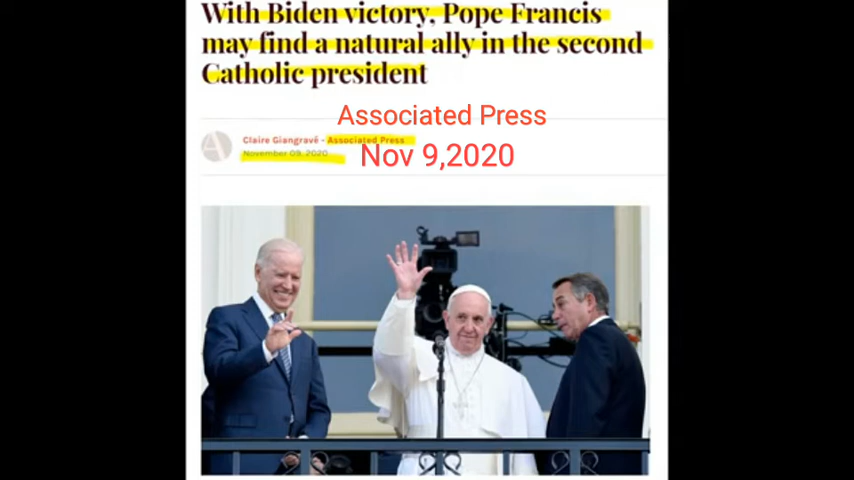 With Biden victory, Pope Francis
may find a natural ally in the second
Catholic president
Associated Press
Claire Giangravé - Associated Press
November 09, 2020
Nov 9,2020